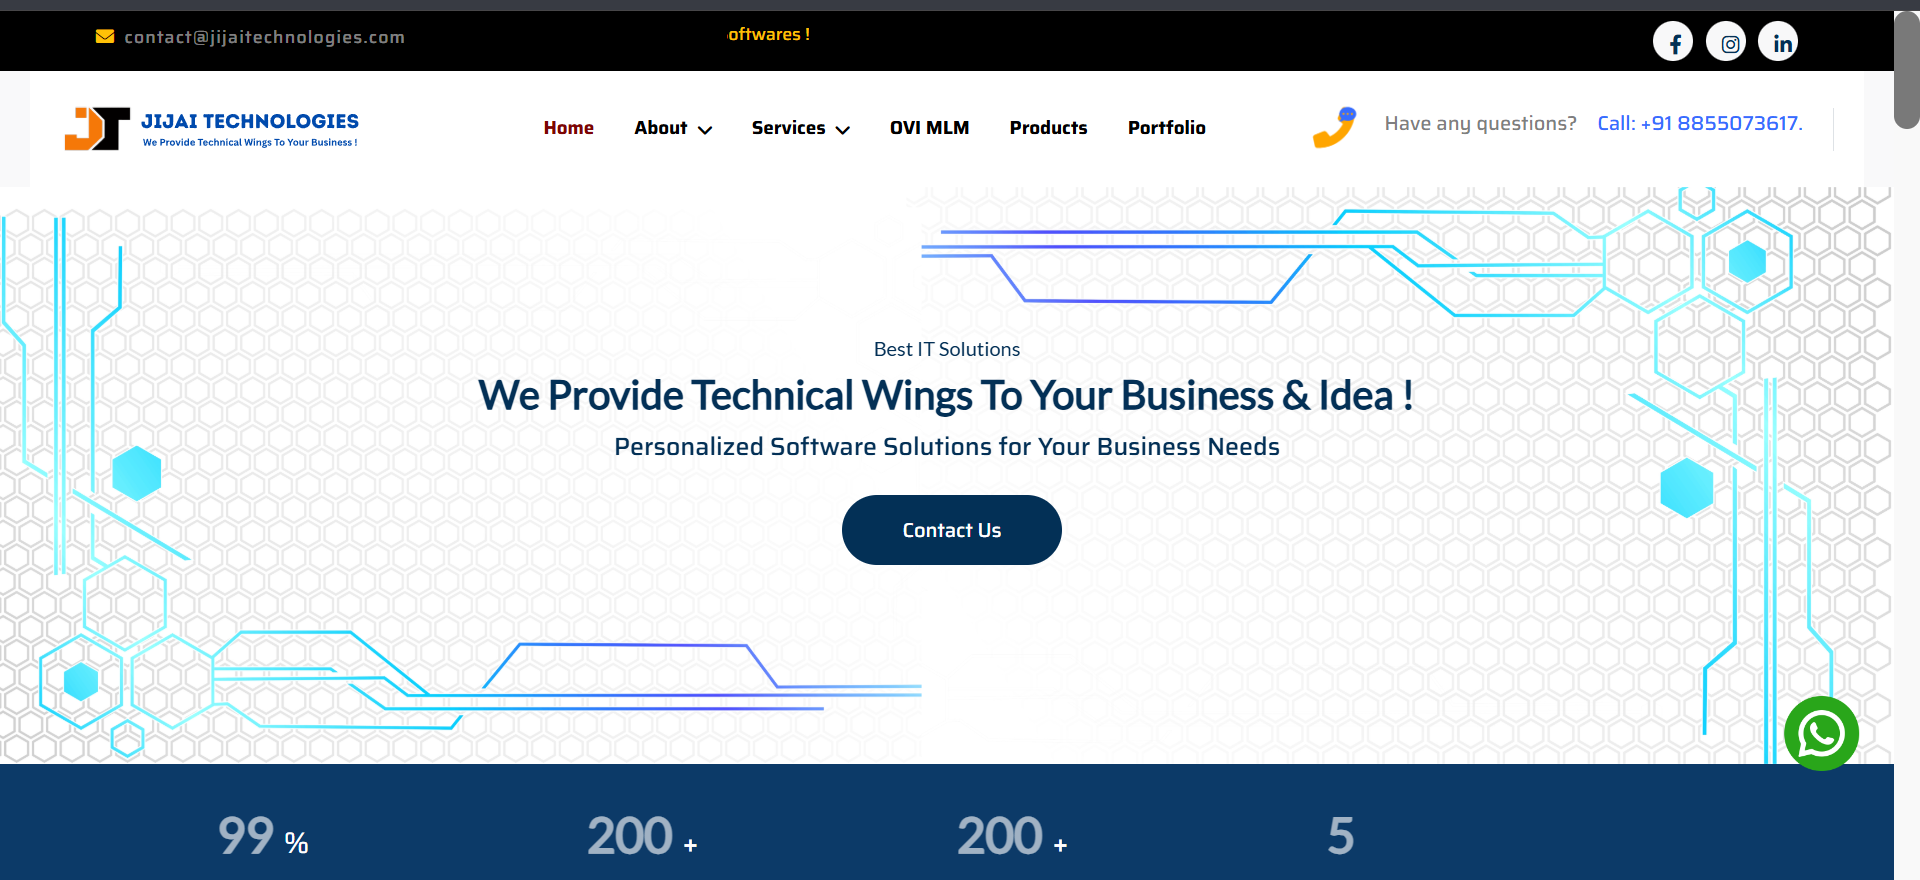 contact@jijaitechnologies.com
oftwares !
JIJAI TECHNOLOGIES
We Provide Technical Wings To Your Business !
Home About Services OVI MLM Products Portfolio
Have any questions? Call: +91 8855073617.
Best IT Solutions
We Provide Technical Wings To Your Business & Idea !
Personalized Software Solutions for Your Business Needs
Contact Us
99 % 200 + 200 + 5